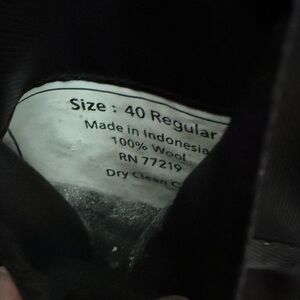 Size : 40 Regular
Made in Indonesia
100% Wool
RN 77219
Dry Clean